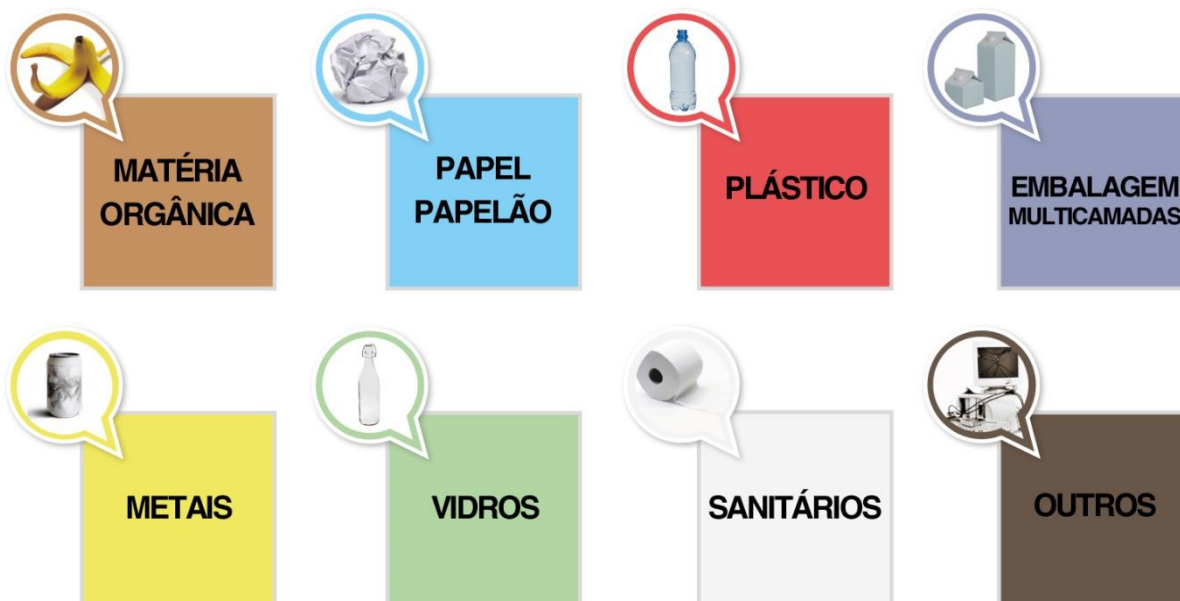 MATÉRIA
ORGÂNICA
PAPEL
PAPELÃO
PLÁSTICO
EMBALAGEM
MULTICAMADAS
METAIS
VIDROS
SANITÁRIOS
OUTROS